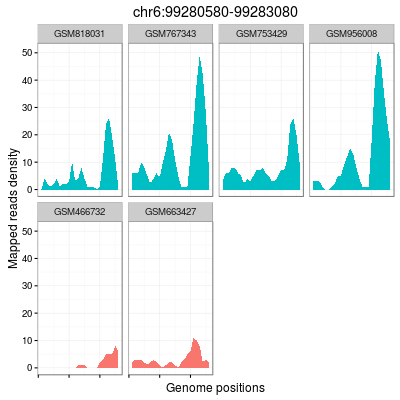 chr6:99280580-99283080
GSM818031 GSM767343 GSM753429 GSM956008
50
40
30
20
10
0
Mapped reads density
GSM466732 GSM663427
50
40
30
20
10
0
Genome positions